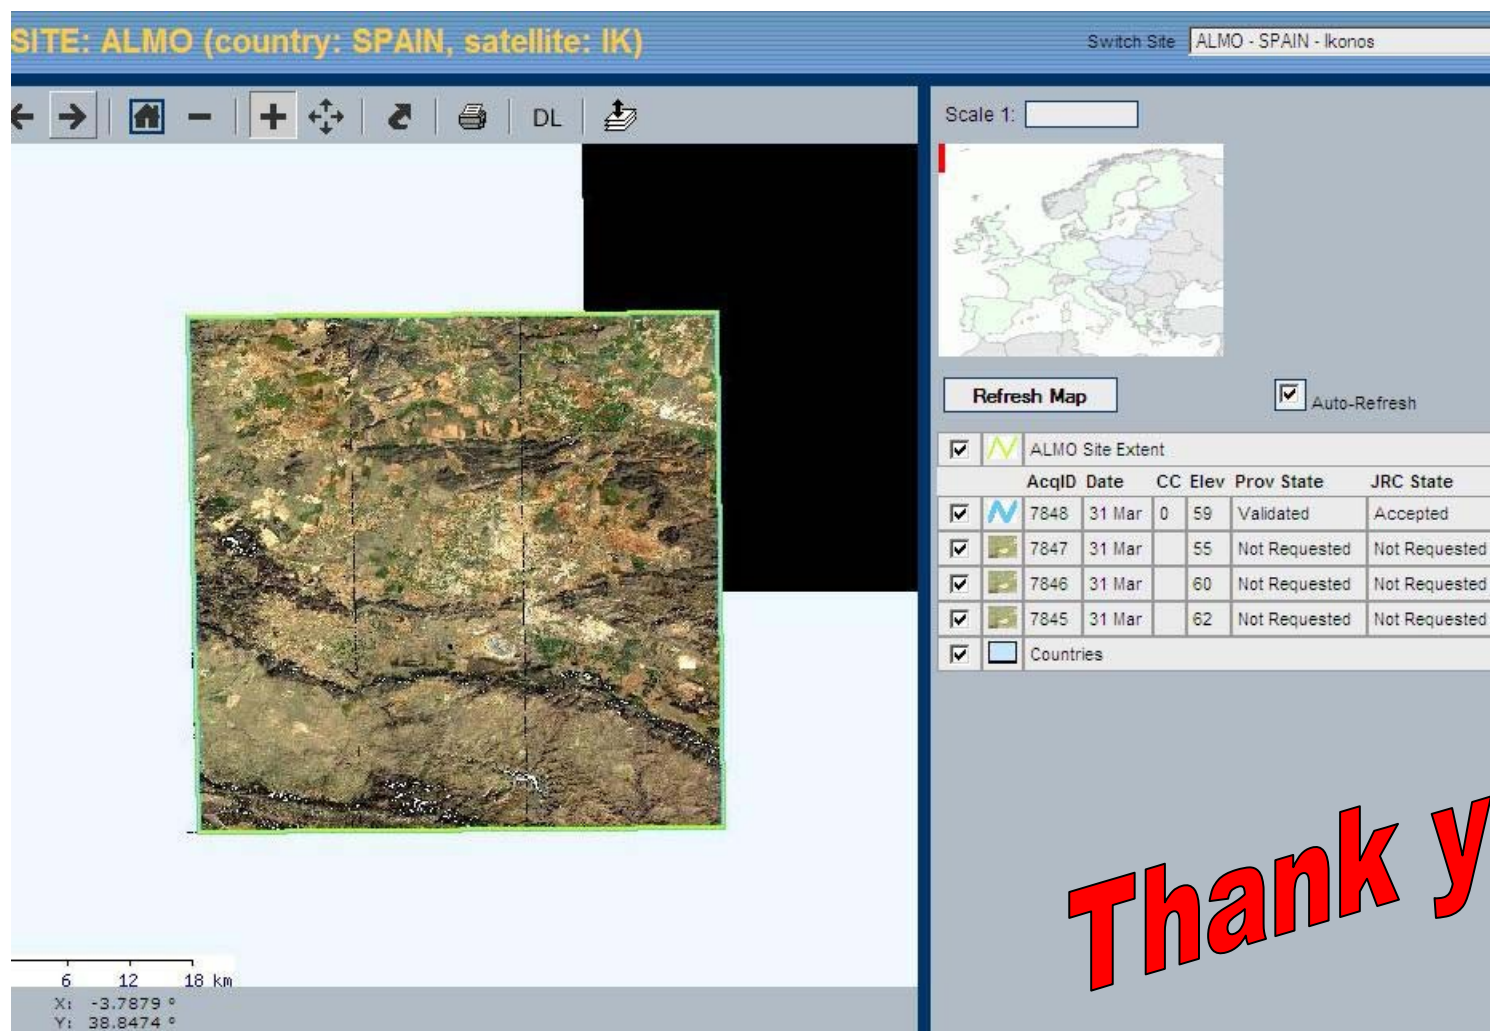 SITE: ALMO (country: SPAIN, satellite: IK)
Switch Site ALMO - SPAIN - Ikonos
DL
Scale 1:
Refresh Map
Auto-Refresh
ALMO Site Extent
AcqID Date CC Elev Prov State JRC State
7848 31 Mar 0 59 Validated Accepted
7847 31 Mar 55 Not Requested Not Requested
7846 31 Mar 60 Not Requested Not Requested
7845 31 Mar 62 Not Requested Not Requested
Countries
Thank y
6 12 18 km
X: -3.7879 °
Y: 38.8474 °